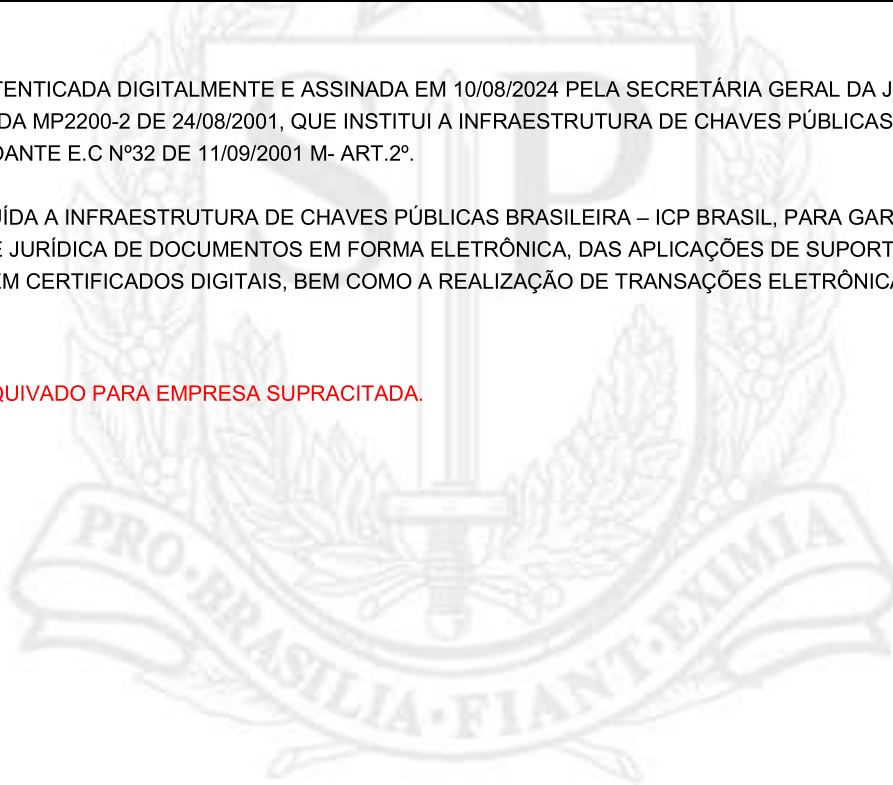 TENTICADA DIGITALMENTE E ASSINADA EM 10/08/2024 PELA SECRETÁRIA GERAL DA J
DA MP2200-2 DE 24/08/2001, QUE INSTITUI A INFRAESTRUTURA DE CHAVES PÚBLICAS
DANTE E.C Nº32 DE 11/09/2001 M- ART.2º.
ÍDA A INFRAESTRUTURA DE CHAVES PÚBLICAS BRASILEIRA – ICP BRASIL, PARA GAR
E JURÍDICA DE DOCUMENTOS EM FORMA ELETRÔNICA, DAS APLICAÇÕES DE SUPORT
EM CERTIFICADOS DIGITAIS, BEM COMO A REALIZAÇÃO DE TRANSAÇÕES ELETRÔNICA
QUIVADO PARA EMPRESA SUPRACITADA.
SP
PRO·BRASILIA·FIANT·EXIMIA